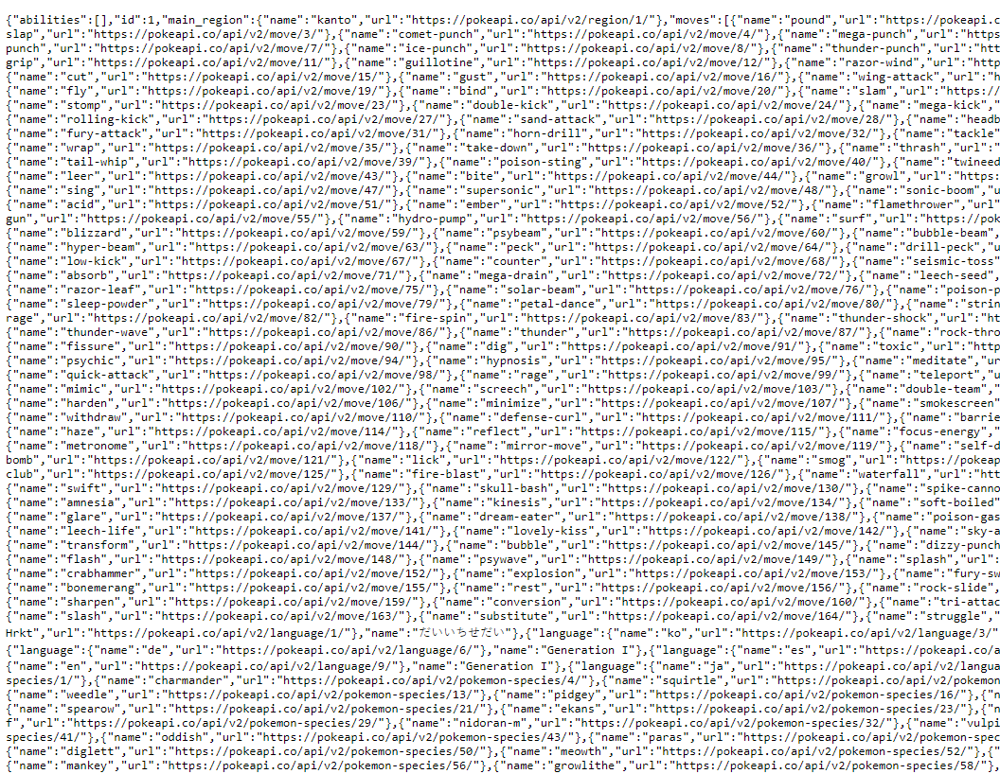 {"abilities":[],"id":1,"main_region":{"name":"kanto","url":"https://pokeapi.co/api/v2/region/1/"},"moves":[{"name":"pound","url":"https://pokeapi.c
slap","url":"https://pokeapi.co/api/v2/move/3/"},{"name":"comet-punch","url":"https://pokeapi.co/api/v2/move/4/"},{"name":"mega-punch","url":"https
punch","url":"https://pokeapi.co/api/v2/move/7/"},{"name":"ice-punch","url":"https://pokeapi.co/api/v2/move/8/"},{"name":"thunder-punch","url":"htt
grip","url":"https://pokeapi.co/api/v2/move/11/"},{"name":"guillotine","url":"https://pokeapi.co/api/v2/move/12/"},{"name":"razor-wind","url":"http
{"name":"cut","url":"https://pokeapi.co/api/v2/move/15/"},{"name":"gust","url":"https://pokeapi.co/api/v2/move/16/"},{"name":"wing-attack","url":"h
{"name":"fly","url":"https://pokeapi.co/api/v2/move/19/"},{"name":"bind","url":"https://pokeapi.co/api/v2/move/20/"},{"name":"slam","url":"https://
{"name":"stomp","url":"https://pokeapi.co/api/v2/move/23/"},{"name":"double-kick","url":"https://pokeapi.co/api/v2/move/24/"},{"name":"mega-kick","
{"name":"rolling-kick","url":"https://pokeapi.co/api/v2/move/27/"},{"name":"sand-attack","url":"https://pokeapi.co/api/v2/move/28/"},{"name":"headb
{"name":"fury-attack","url":"https://pokeapi.co/api/v2/move/31/"},{"name":"horn-drill","url":"https://pokeapi.co/api/v2/move/32/"},{"name":"tackle"
{"name":"wrap","url":"https://pokeapi.co/api/v2/move/35/"},{"name":"take-down","url":"https://pokeapi.co/api/v2/move/36/"},{"name":"thrash","url":"
{"name":"tail-whip","url":"https://pokeapi.co/api/v2/move/39/"},{"name":"poison-sting","url":"https://pokeapi.co/api/v2/move/40/"},{"name":"twineed
{"name":"leer","url":"https://pokeapi.co/api/v2/move/43/"},{"name":"bite","url":"https://pokeapi.co/api/v2/move/44/"},{"name":"growl","url":"https:
{"name":"sing","url":"https://pokeapi.co/api/v2/move/47/"},{"name":"supersonic","url":"https://pokeapi.co/api/v2/move/48/"},{"name":"sonic-boom","u
{"name":"acid","url":"https://pokeapi.co/api/v2/move/51/"},{"name":"ember","url":"https://pokeapi.co/api/v2/move/52/"},{"name":"flamethrower","url"
gun","url":"https://pokeapi.co/api/v2/move/55/"},{"name":"hydro-pump","url":"https://pokeapi.co/api/v2/move/56/"},{"name":"surf","url":"https://pok
{"name":"blizzard","url":"https://pokeapi.co/api/v2/move/59/"},{"name":"psybeam","url":"https://pokeapi.co/api/v2/move/60/"},{"name":"bubble-beam",
{"name":"hyper-beam","url":"https://pokeapi.co/api/v2/move/63/"},{"name":"peck","url":"https://pokeapi.co/api/v2/move/64/"},{"name":"drill-peck","u
{"name":"low-kick","url":"https://pokeapi.co/api/v2/move/67/"},{"name":"counter","url":"https://pokeapi.co/api/v2/move/68/"},{"name":"seismic-toss"
{"name":"absorb","url":"https://pokeapi.co/api/v2/move/71/"},{"name":"mega-drain","url":"https://pokeapi.co/api/v2/move/72/"},{"name":"leech-seed",
{"name":"razor-leaf","url":"https://pokeapi.co/api/v2/move/75/"},{"name":"solar-beam","url":"https://pokeapi.co/api/v2/move/76/"},{"name":"poison-p
{"name":"sleep-powder","url":"https://pokeapi.co/api/v2/move/79/"},{"name":"petal-dance","url":"https://pokeapi.co/api/v2/move/80/"},{"name":"strin
rage","url":"https://pokeapi.co/api/v2/move/82/"},{"name":"fire-spin","url":"https://pokeapi.co/api/v2/move/83/"},{"name":"thunder-shock","url":"ht
{"name":"thunder-wave","url":"https://pokeapi.co/api/v2/move/86/"},{"name":"thunder","url":"https://pokeapi.co/api/v2/move/87/"},{"name":"rock-thro
{"name":"fissure","url":"https://pokeapi.co/api/v2/move/90/"},{"name":"dig","url":"https://pokeapi.co/api/v2/move/91/"},{"name":"toxic","url":"http
{"name":"psychic","url":"https://pokeapi.co/api/v2/move/94/"},{"name":"hypnosis","url":"https://pokeapi.co/api/v2/move/95/"},{"name":"meditate","ur
{"name":"quick-attack","url":"https://pokeapi.co/api/v2/move/98/"},{"name":"rage","url":"https://pokeapi.co/api/v2/move/99/"},{"name":"teleport","u
{"name":"mimic","url":"https://pokeapi.co/api/v2/move/102/"},{"name":"screech","url":"https://pokeapi.co/api/v2/move/103/"},{"name":"double-team","
{"name":"harden","url":"https://pokeapi.co/api/v2/move/106/"},{"name":"minimize","url":"https://pokeapi.co/api/v2/move/107/"},{"name":"smokescreen"
{"name":"withdraw","url":"https://pokeapi.co/api/v2/move/110/"},{"name":"defense-curl","url":"https://pokeapi.co/api/v2/move/111/"},{"name":"barrie
{"name":"haze","url":"https://pokeapi.co/api/v2/move/114/"},{"name":"reflect","url":"https://pokeapi.co/api/v2/move/115/"},{"name":"focus-energy","
{"name":"metronome","url":"https://pokeapi.co/api/v2/move/118/"},{"name":"mirror-move","url":"https://pokeapi.co/api/v2/move/119/"},{"name":"self-d
bomb","url":"https://pokeapi.co/api/v2/move/121/"},{"name":"lick","url":"https://pokeapi.co/api/v2/move/122/"},{"name":"smog","url":"https://pokeap
club","url":"https://pokeapi.co/api/v2/move/125/"},{"name":"fire-blast","url":"https://pokeapi.co/api/v2/move/126/"},{"name":"waterfall","url":"htt
{"name":"swift","url":"https://pokeapi.co/api/v2/move/129/"},{"name":"skull-bash","url":"https://pokeapi.co/api/v2/move/130/"},{"name":"spike-canno
{"name":"amnesia","url":"https://pokeapi.co/api/v2/move/133/"},{"name":"kinesis","url":"https://pokeapi.co/api/v2/move/134/"},{"name":"soft-boiled"
{"name":"glare","url":"https://pokeapi.co/api/v2/move/137/"},{"name":"dream-eater","url":"https://pokeapi.co/api/v2/move/138/"},{"name":"poison-gas
{"name":"leech-life","url":"https://pokeapi.co/api/v2/move/141/"},{"name":"lovely-kiss","url":"https://pokeapi.co/api/v2/move/142/"},{"name":"sky-a
{"name":"transform","url":"https://pokeapi.co/api/v2/move/144/"},{"name":"bubble","url":"https://pokeapi.co/api/v2/move/145/"},{"name":"dizzy-punch
{"name":"flash","url":"https://pokeapi.co/api/v2/move/148/"},{"name":"psywave","url":"https://pokeapi.co/api/v2/move/149/"},{"name":"splash","url":
{"name":"crabhammer","url":"https://pokeapi.co/api/v2/move/152/"},{"name":"explosion","url":"https://pokeapi.co/api/v2/move/153/"},{"name":"fury-sw
{"name":"bonemerang","url":"https://pokeapi.co/api/v2/move/155/"},{"name":"rest","url":"https://pokeapi.co/api/v2/move/156/"},{"name":"rock-slide",
{"name":"sharpen","url":"https://pokeapi.co/api/v2/move/159/"},{"name":"conversion","url":"https://pokeapi.co/api/v2/move/160/"},{"name":"tri-attac
{"name":"slash","url":"https://pokeapi.co/api/v2/move/163/"},{"name":"substitute","url":"https://pokeapi.co/api/v2/move/164/"},{"name":"struggle","
Hrkt","url":"https://pokeapi.co/api/v2/language/1/"},"name":"だいいちせだい"},{"language":{"name":"ko","url":"https://pokeapi.co/api/v2/language/3/"
{"language":{"name":"de","url":"https://pokeapi.co/api/v2/language/6/"},"name":"Generation I"},{"language":{"name":"es","url":"https://pokeapi.co/a
{"name":"en","url":"https://pokeapi.co/api/v2/language/9/"},"name":"Generation I"},{"language":{"name":"ja","url":"https://pokeapi.co/api/v2/langua
species/1/"},{"name":"charmander","url":"https://pokeapi.co/api/v2/pokemon-species/4/"},{"name":"squirtle","url":"https://pokeapi.co/api/v2/pokemon
{"name":"weedle","url":"https://pokeapi.co/api/v2/pokemon-species/13/"},{"name":"pidgey","url":"https://pokeapi.co/api/v2/pokemon-species/16/"},{"n
{"name":"spearow","url":"https://pokeapi.co/api/v2/pokemon-species/21/"},{"name":"ekans","url":"https://pokeapi.co/api/v2/pokemon-species/23/"},{"n
f","url":"https://pokeapi.co/api/v2/pokemon-species/29/"},{"name":"nidoran-m","url":"https://pokeapi.co/api/v2/pokemon-species/32/"},{"name":"vulpi
species/41/"},{"name":"oddish","url":"https://pokeapi.co/api/v2/pokemon-species/43/"},{"name":"paras","url":"https://pokeapi.co/api/v2/pokemon-spec
{"name":"diglett","url":"https://pokeapi.co/api/v2/pokemon-species/50/"},{"name":"meowth","url":"https://pokeapi.co/api/v2/pokemon-species/52/"},{"
{"name":"mankey","url":"https://pokeapi.co/api/v2/pokemon-species/56/"},{"name":"growlithe","url":"https://pokeapi.co/api/v2/pokemon-species/58/"},